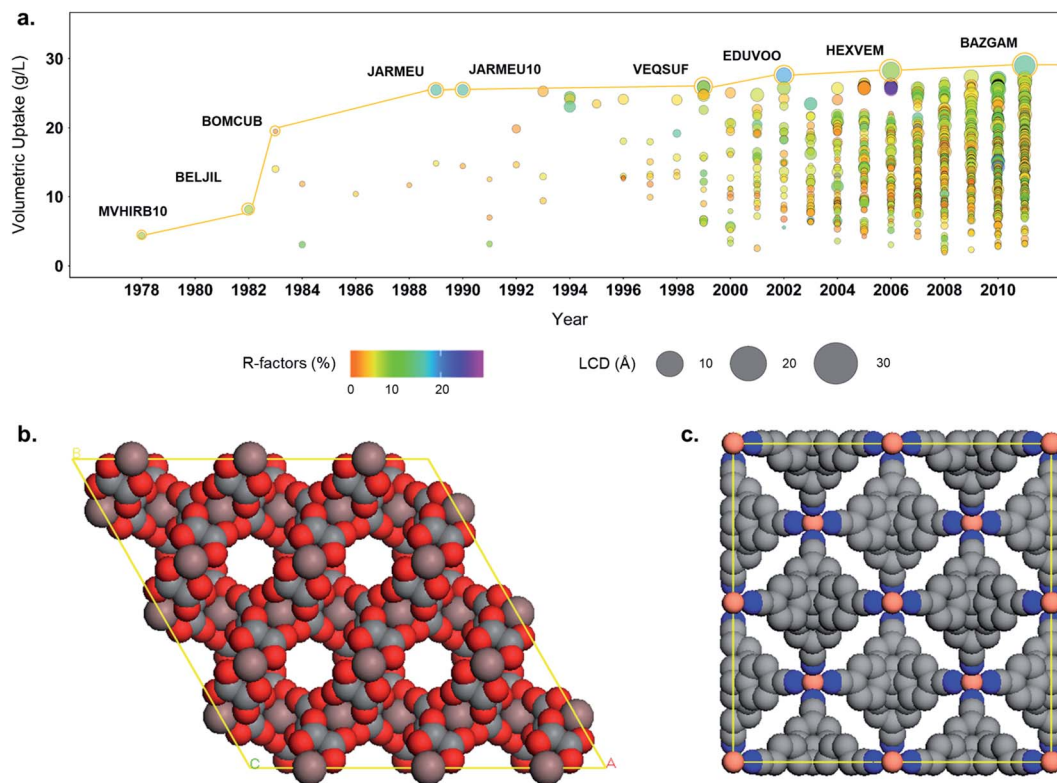 a.
Volumetric Uptake (g/L)
30
20
10
0
MVHIRB10
BELJIL
BOMCUB
JARMEU
JARMEU10
VEQSUF
EDUVOO
HEXVEM
BAZGAM
1978 1980 1982 1984 1986 1988 1990 1992 1994 1996 1998 2000 2002 2004 2006 2008 2010
Year
R-factors (%)
0 10 20
LCD (Å) 10 20 30
b.
c.
B
C
A